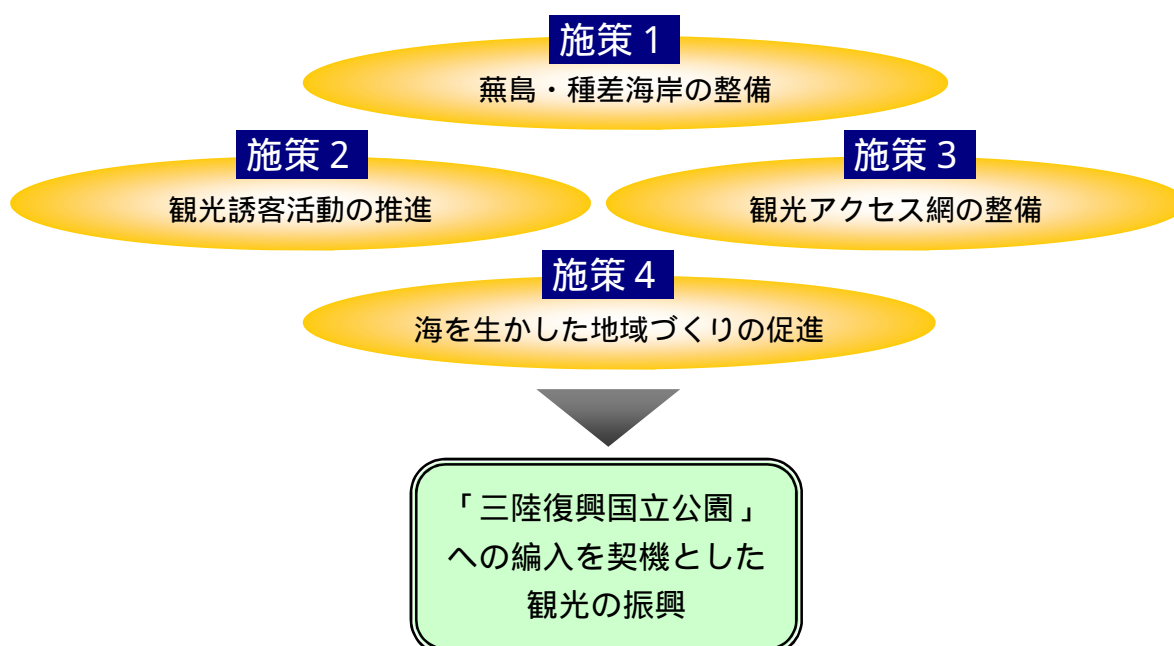 施策１
蕪島・種差海岸の整備
施策２
観光誘客活動の推進
施策３
観光アクセス網の整備
施策４
海を生かした地域づくりの促進
「三陸復興国立公園」
への編入を契機とした
観光の振興